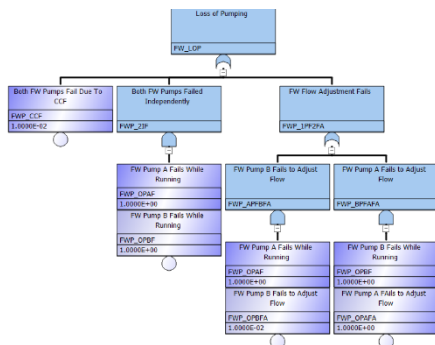 Loss of Pumping
FW_LOP
Both FW Pumps Fail Due To
CCF
FWP_CCF
1.0000E-02
Both FW Pumps Failed
Independently
FWP_2IF
FW Flow Adjustment Fails
FWP_1PF2FA
FW Pump A Fails While
Running
FWP_OPAF
1.0000E+00
FW Pump B Fails While
Running
FWP_OPBF
1.0000E+00
FW Pump B Fails to Adjust
Flow
FWP_APFBFA
FW Pump A Fails to Adjust
Flow
FWP_BPFAFA
FW Pump A Fails While
Running
FWP_OPAF
1.0000E+00
FW Pump B Fails to Adjust
Flow
FWP_OPBFA
1.0000E-02
FW Pump B Fails While
Running
FWP_OPBF
1.0000E+00
FW Pump A Fails to Adjust
Flow
FWP_OPAFA
1.0000E+00